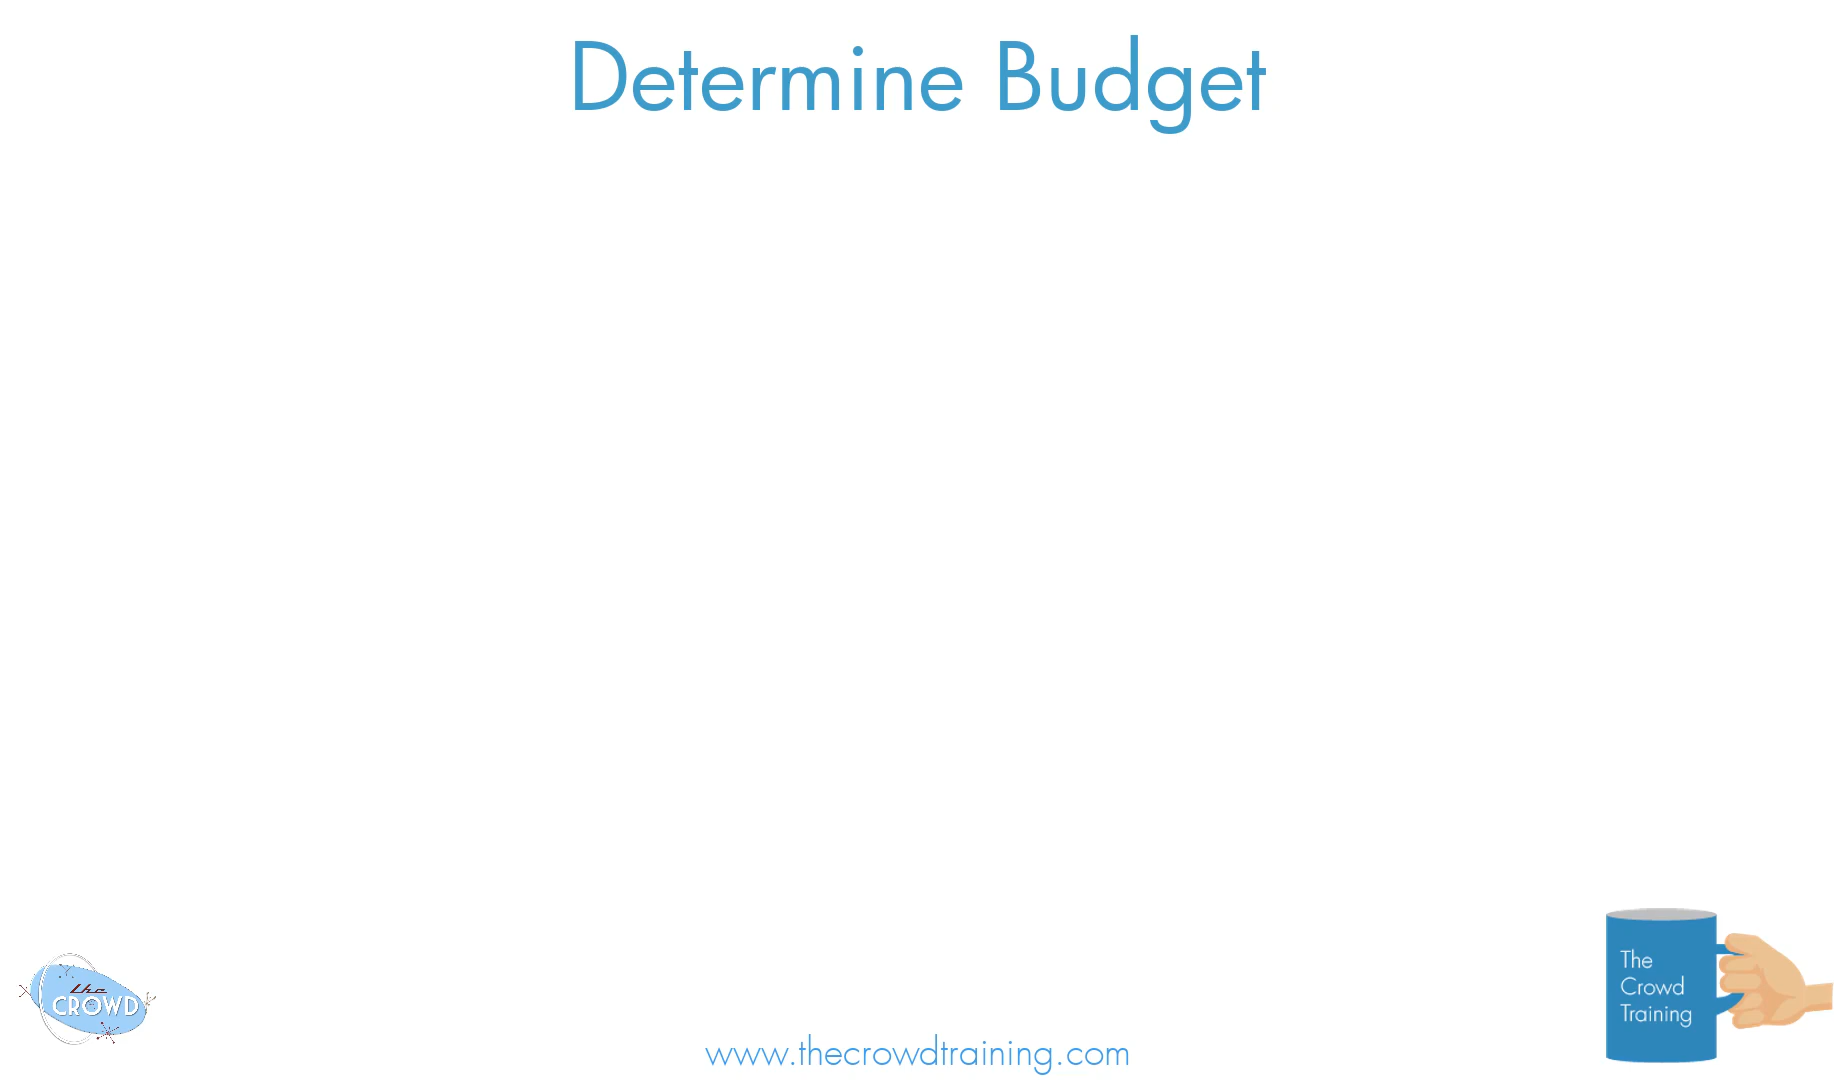 Determine Budget
the
CROWD
The
Crowd
Training
www.thecrowdtraining.com